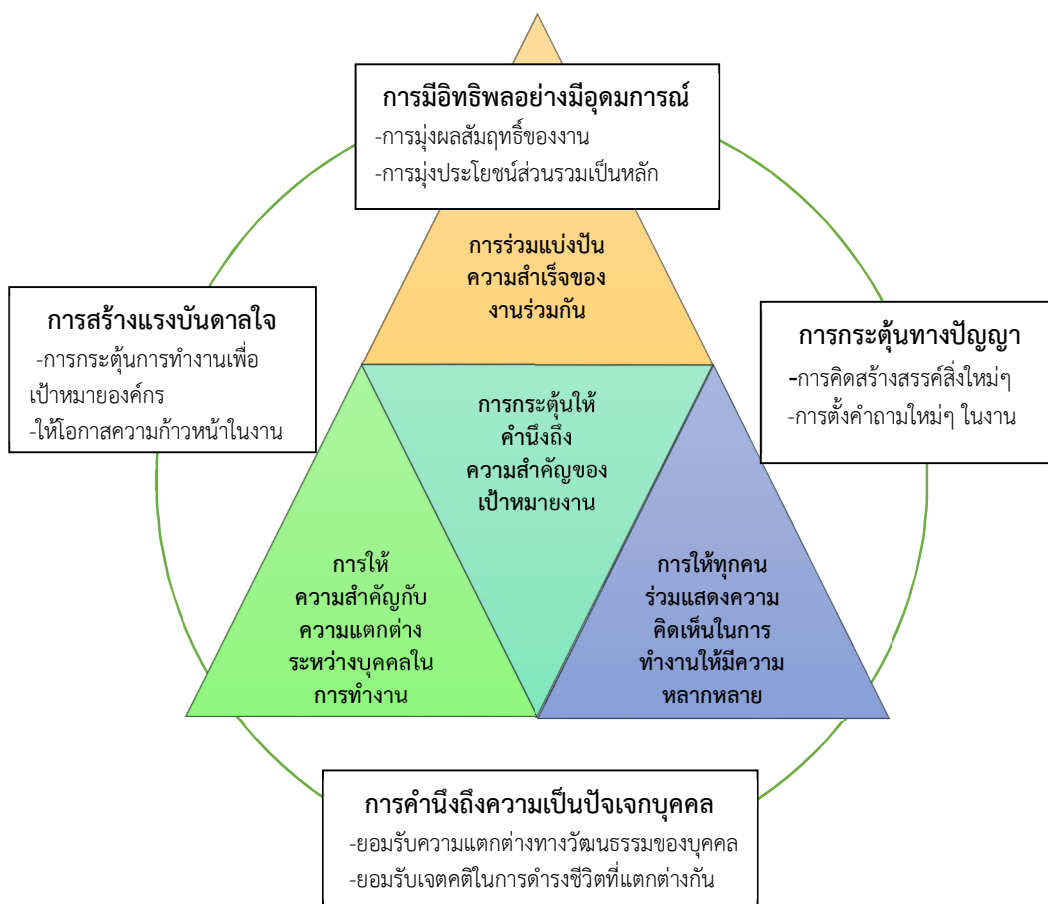 การมีอิทธิพลอย่างมีอุดมการณ์
-การมุ่งผลสัมฤทธิ์ของงาน
-การมุ่งประโยชน์ส่วนรวมเป็นหลัก
การร่วมแบ่งปัน
ความสำเร็จของ
งานร่วมกัน
การสร้างแรงบันดาลใจ
-การกระตุ้นการทำงานเพื่อ
เป้าหมายองค์กร
-ให้โอกาสความก้าวหน้าในงาน
การกระตุ้นทางปัญญา
-การคิดสร้างสรรค์สิ่งใหม่ๆ
-การตั้งคำถามใหม่ๆ ในงาน
การกระตุ้นให้
คำนึงถึง
ความสำคัญของ
เป้าหมายงาน
การให้
ความสำคัญกับ
ความแตกต่าง
ระหว่างบุคคลใน
การทำงาน
การให้ทุกคน
ร่วมแสดงความ
คิดเห็นในการ
ทำงานให้มีความ
หลากหลาย
การคำนึงถึงความเป็นปัจเจกบุคคล
-ยอมรับความแตกต่างทางวัฒนธรรมของบุคคล
-ยอมรับเจตคติในการดำรงชีวิตที่แตกต่างกัน